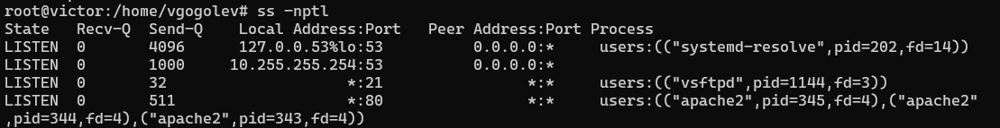 root@victor:/home/vgogolev# ss -nptl
State   Recv-Q  Send-Q   Local Address:Port   Peer Address:Port Process
LISTEN  0       4096     127.0.0.53%lo:53          0.0.0.0:*     users:(("systemd-resolve",pid=202,fd=14))
LISTEN  0       1000    10.255.255.254:53          0.0.0.0:*
LISTEN  0       32                   *:21                *:*     users:(("vsftpd",pid=1144,fd=3))
LISTEN  0       511                  *:80                *:*     users:(("apache2",pid=345,fd=4),("apache2"
,pid=344,fd=4),("apache2",pid=343,fd=4))